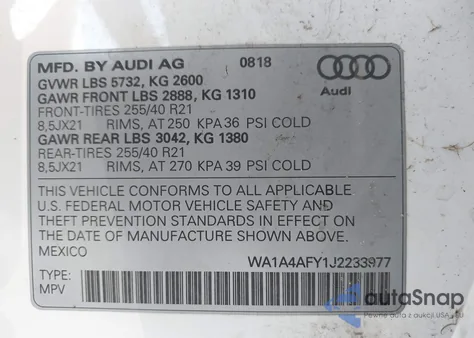 MFD. BY AUDI AG 0818
GVWR LBS 5732, KG 2600
GAWR FRONT LBS 2888, KG 1310
FRONT-TIRES 255/40 R21
8,5JX21 RIMS, AT 250 KPA 36 PSI COLD
GAWR REAR LBS 3042, KG 1380
REAR-TIRES 255/40 R21
8,5JX21 RIMS, AT 270 KPA 39 PSI COLD
Audi
THIS VEHICLE CONFORMS TO ALL APPLICABLE
U.S. FEDERAL MOTOR VEHICLE SAFETY AND
THEFT PREVENTION STANDARDS IN EFFECT ON
THE DATE OF MANUFACTURE SHOWN ABOVE.
MEXICO WA1A4AFY1J2233977
TYPE:
MPV
autoSnap
Pewne auta z USA i Kanady